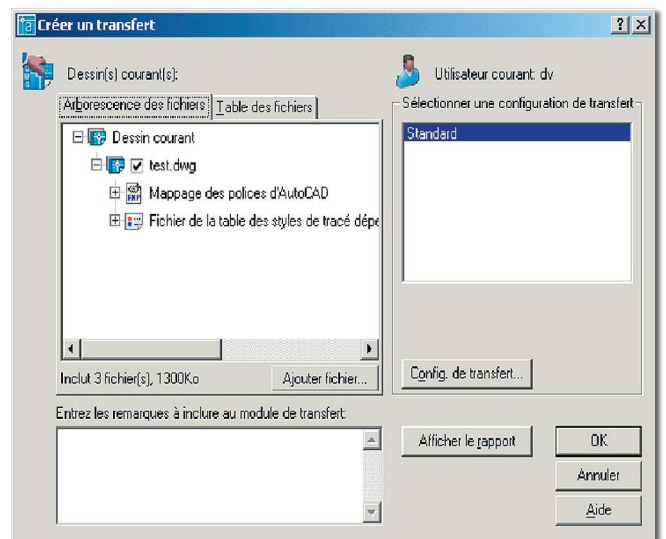 Créer un transfert
Dessin(s) courant(s):
Utilisateur courant: dv
Arborescence des fichiers
Table des fichiers
Sélectionner une configuration de transfert
Dessin courant
test.dwg
Mappage des polices d'AutoCAD
Fichier de la table des styles de tracé dépe
Standard
Inclut 3 fichier(s), 1300Ko
Ajouter fichier...
Config. de transfert...
Entrez les remarques à inclure au module de transfert:
Afficher le rapport
OK
Annuler
Aide